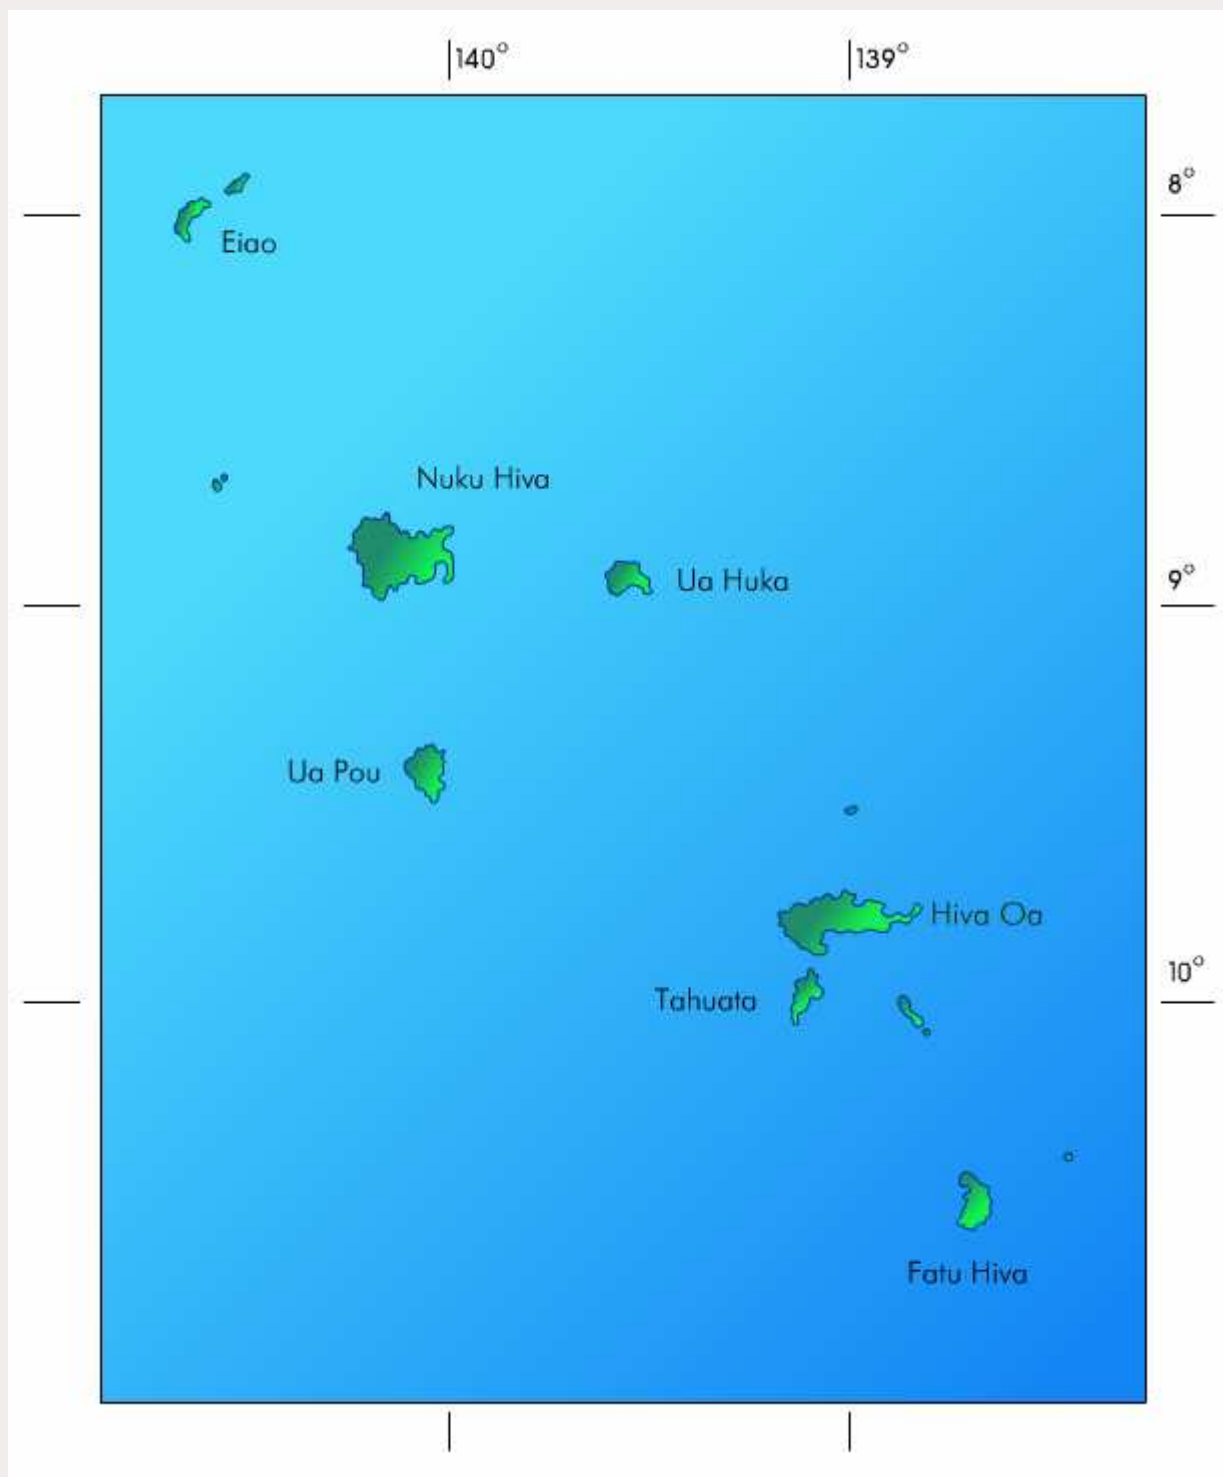 140°
139°
8°
Eiao
Nuku Hiva
9°
Ua Huka
Ua Pou
Hiva Oa
10°
Tahuata
Fatu Hiva